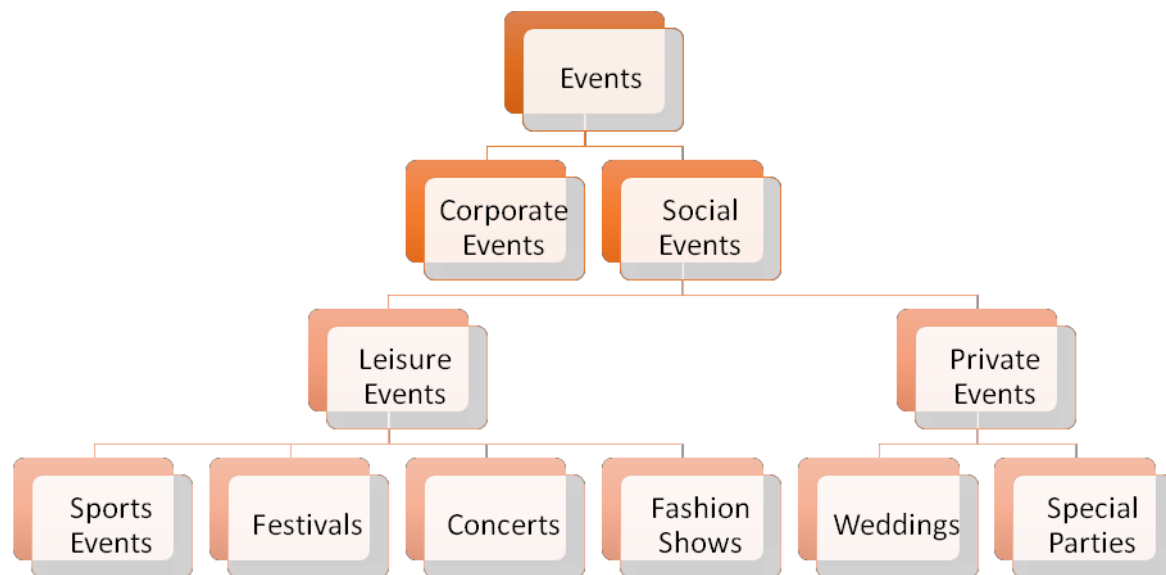 Events
Corporate
Events
Social
Events
Leisure
Events
Private
Events
Sports
Events
Festivals
Concerts
Fashion
Shows
Weddings
Special
Parties